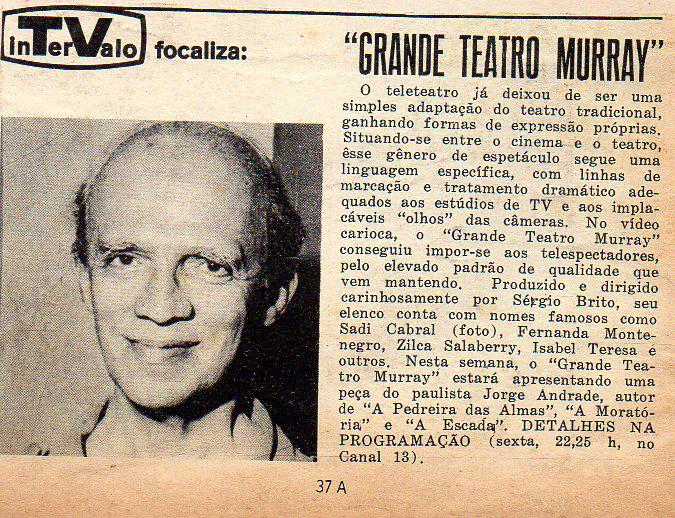 inTerValo focaliza:
"GRANDE TEATRO MURRAY"
O teleteatro já deixou de ser uma
simples adaptação do teatro tradicional,
ganhando formas de expressão próprias.
Situando-se entre o cinema e o teatro,
êsse gênero de espetáculo segue uma
linguagem específica, com linhas de
marcação e tratamento dramático ade-
quados aos estúdios de TV e aos impla-
cáveis "olhos" das câmeras. No vídeo
carioca, o "Grande Teatro Murray"
conseguiu impor-se aos telespectadores,
pelo elevado padrão de qualidade que
vem mantendo. Produzido e dirigido
carinhosamente por Sérgio Brito, seu
elenco conta com nomes famosos como
Sadi Cabral (foto), Fernanda Monte-
negro, Zilca Salaberry, Isabel Teresa e
outros. Nesta semana, o "Grande Tea-
tro Murray" estará apresentando uma
peça do paulista Jorge Andrade, autor
de "A Pedreira das Almas", "A Morató-
ria" e "A Escada". DETALHES NA
PROGRAMAÇÃO (sexta, 22,25 h, no
Canal 13).
37 A